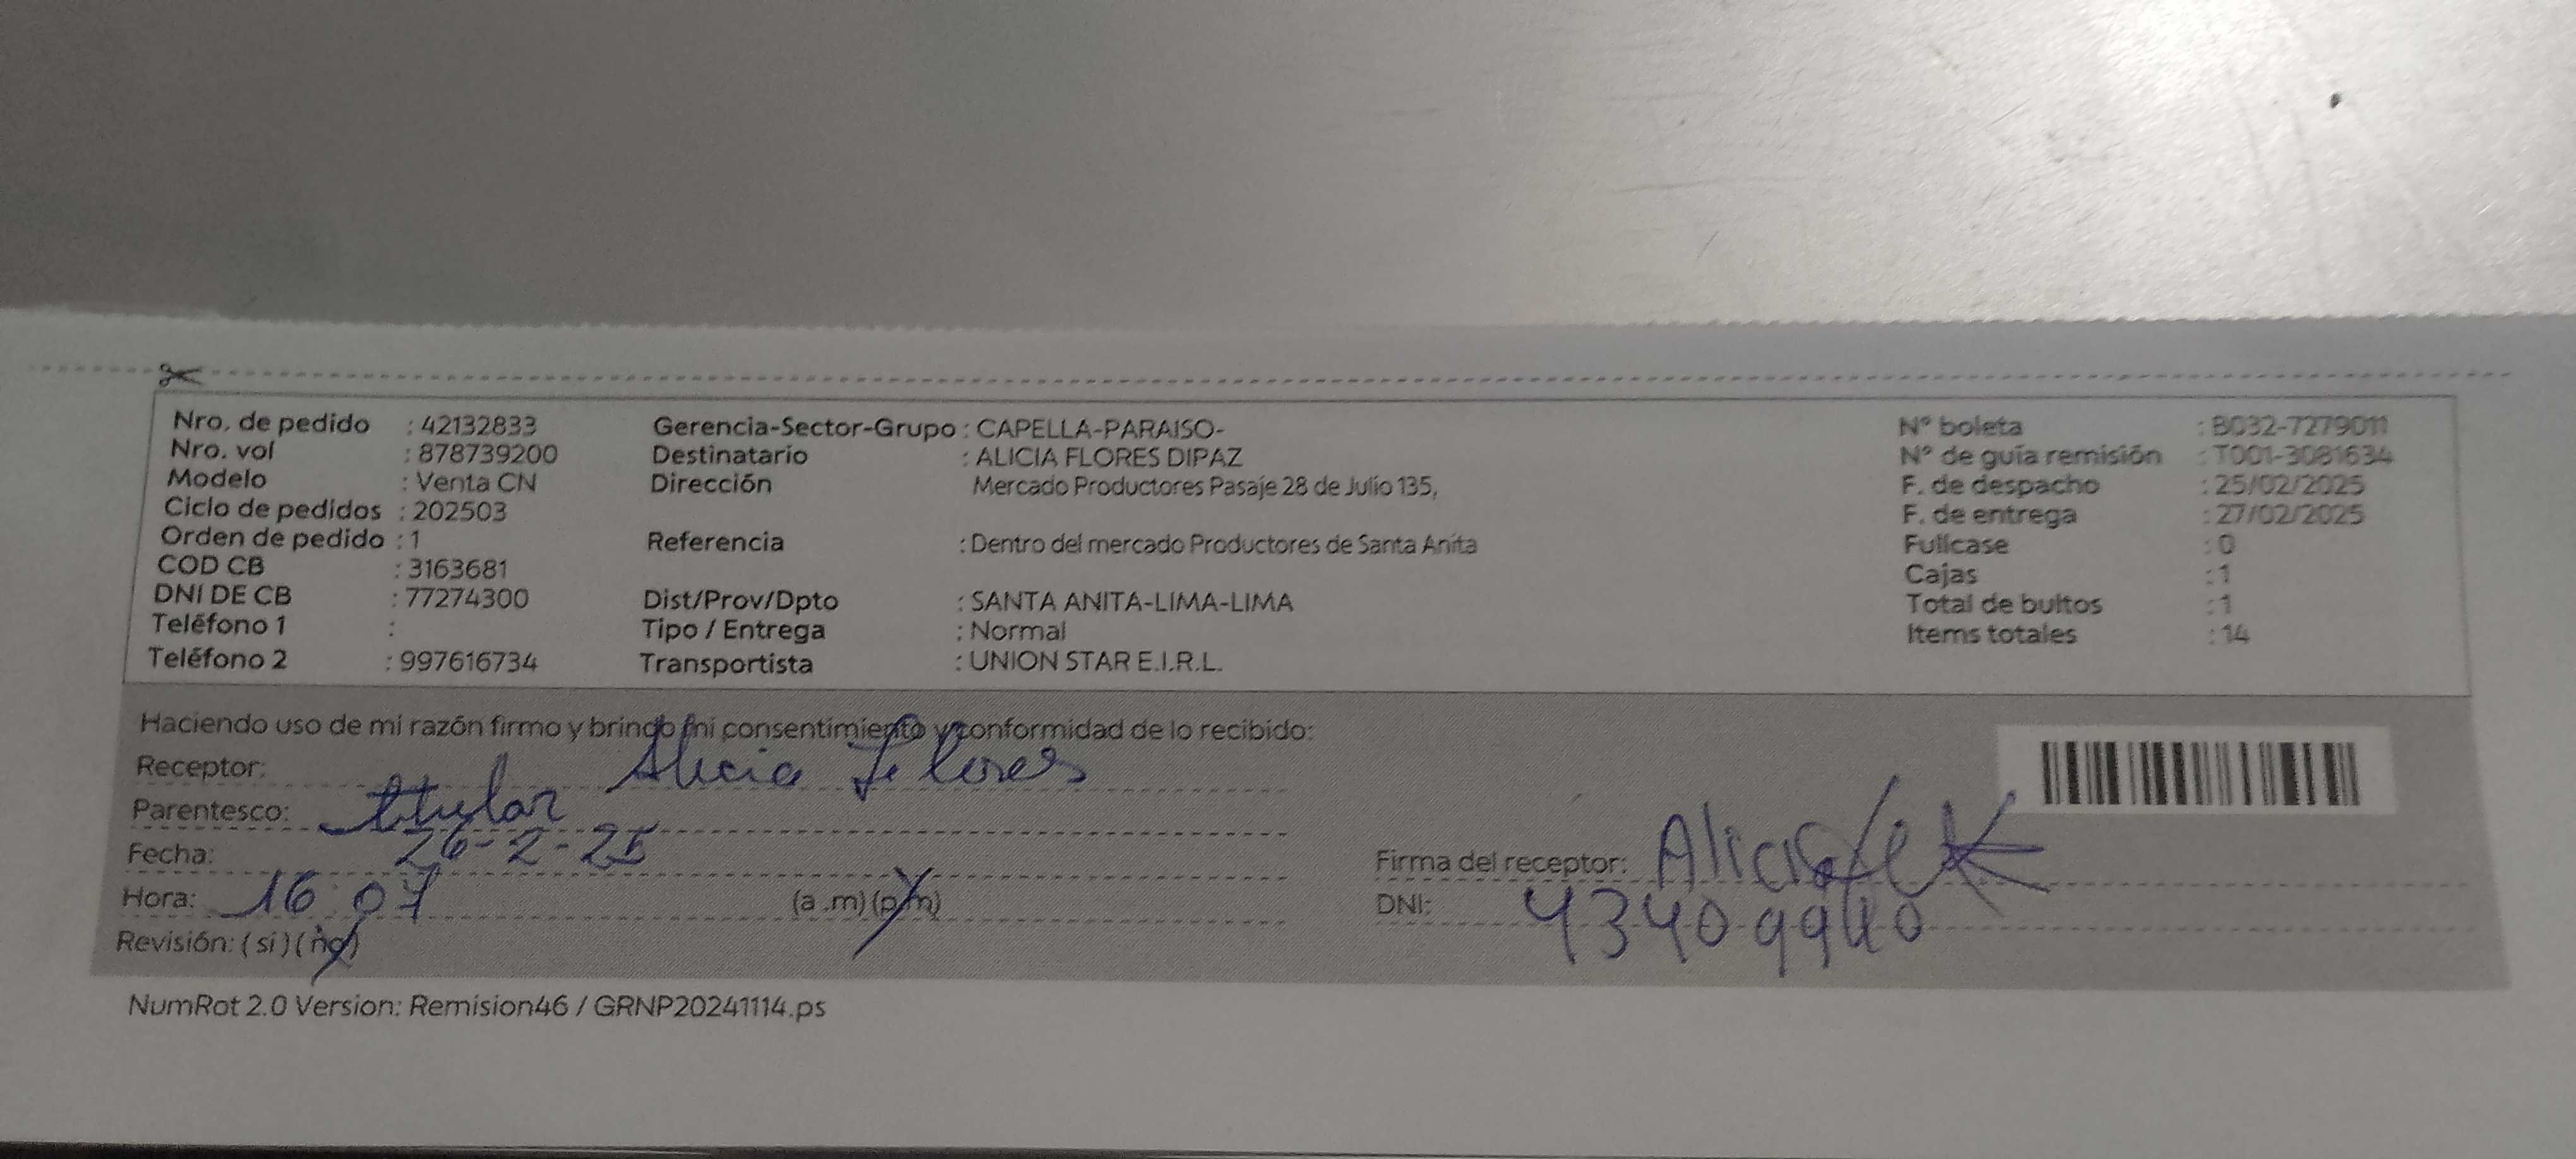 Nro. de pedido : 42132833
Nro. vol : 878739200
Modelo : Venta CN
Ciclo de pedidos : 202503
Orden de pedido : 1
COD CB : 3163681
DNI DE CB : 77274300
Teléfono 1 :
Teléfono 2 : 997616734
Gerencia-Sector-Grupo : CAPELLA-PARAISO-
Destinatario : ALICIA FLORES DIPAZ
Dirección Mercado Productores Pasaje 28 de Julio 135,
Referencia : Dentro del mercado Productores de Santa Anita
Dist/Prov/Dpto : SANTA ANITA-LIMA-LIMA
Tipo / Entrega : Normal
Transportista : UNION STAR E.I.R.L.
N° boleta : B032-7279011
N° de guía remisión : T001-3081634
F. de despacho : 25/02/2025
F. de entrega : 27/02/2025
Fullcase : 0
Cajas : 1
Total de bultos : 1
Items totales : 14
Haciendo uso de mi razón firmo y brindo mi consentimiento y conformidad de lo recibido:
Receptor: Alicia Flores
Parentesco: titular
Fecha: 26-2-25
Hora: 16 07 (a .m) (p.m)
Revisión: ( si ) ( no )
Firma del receptor: Alicia
DNI: 43409940
NumRot 2.0 Version: Remision46 / GRNP20241114.ps